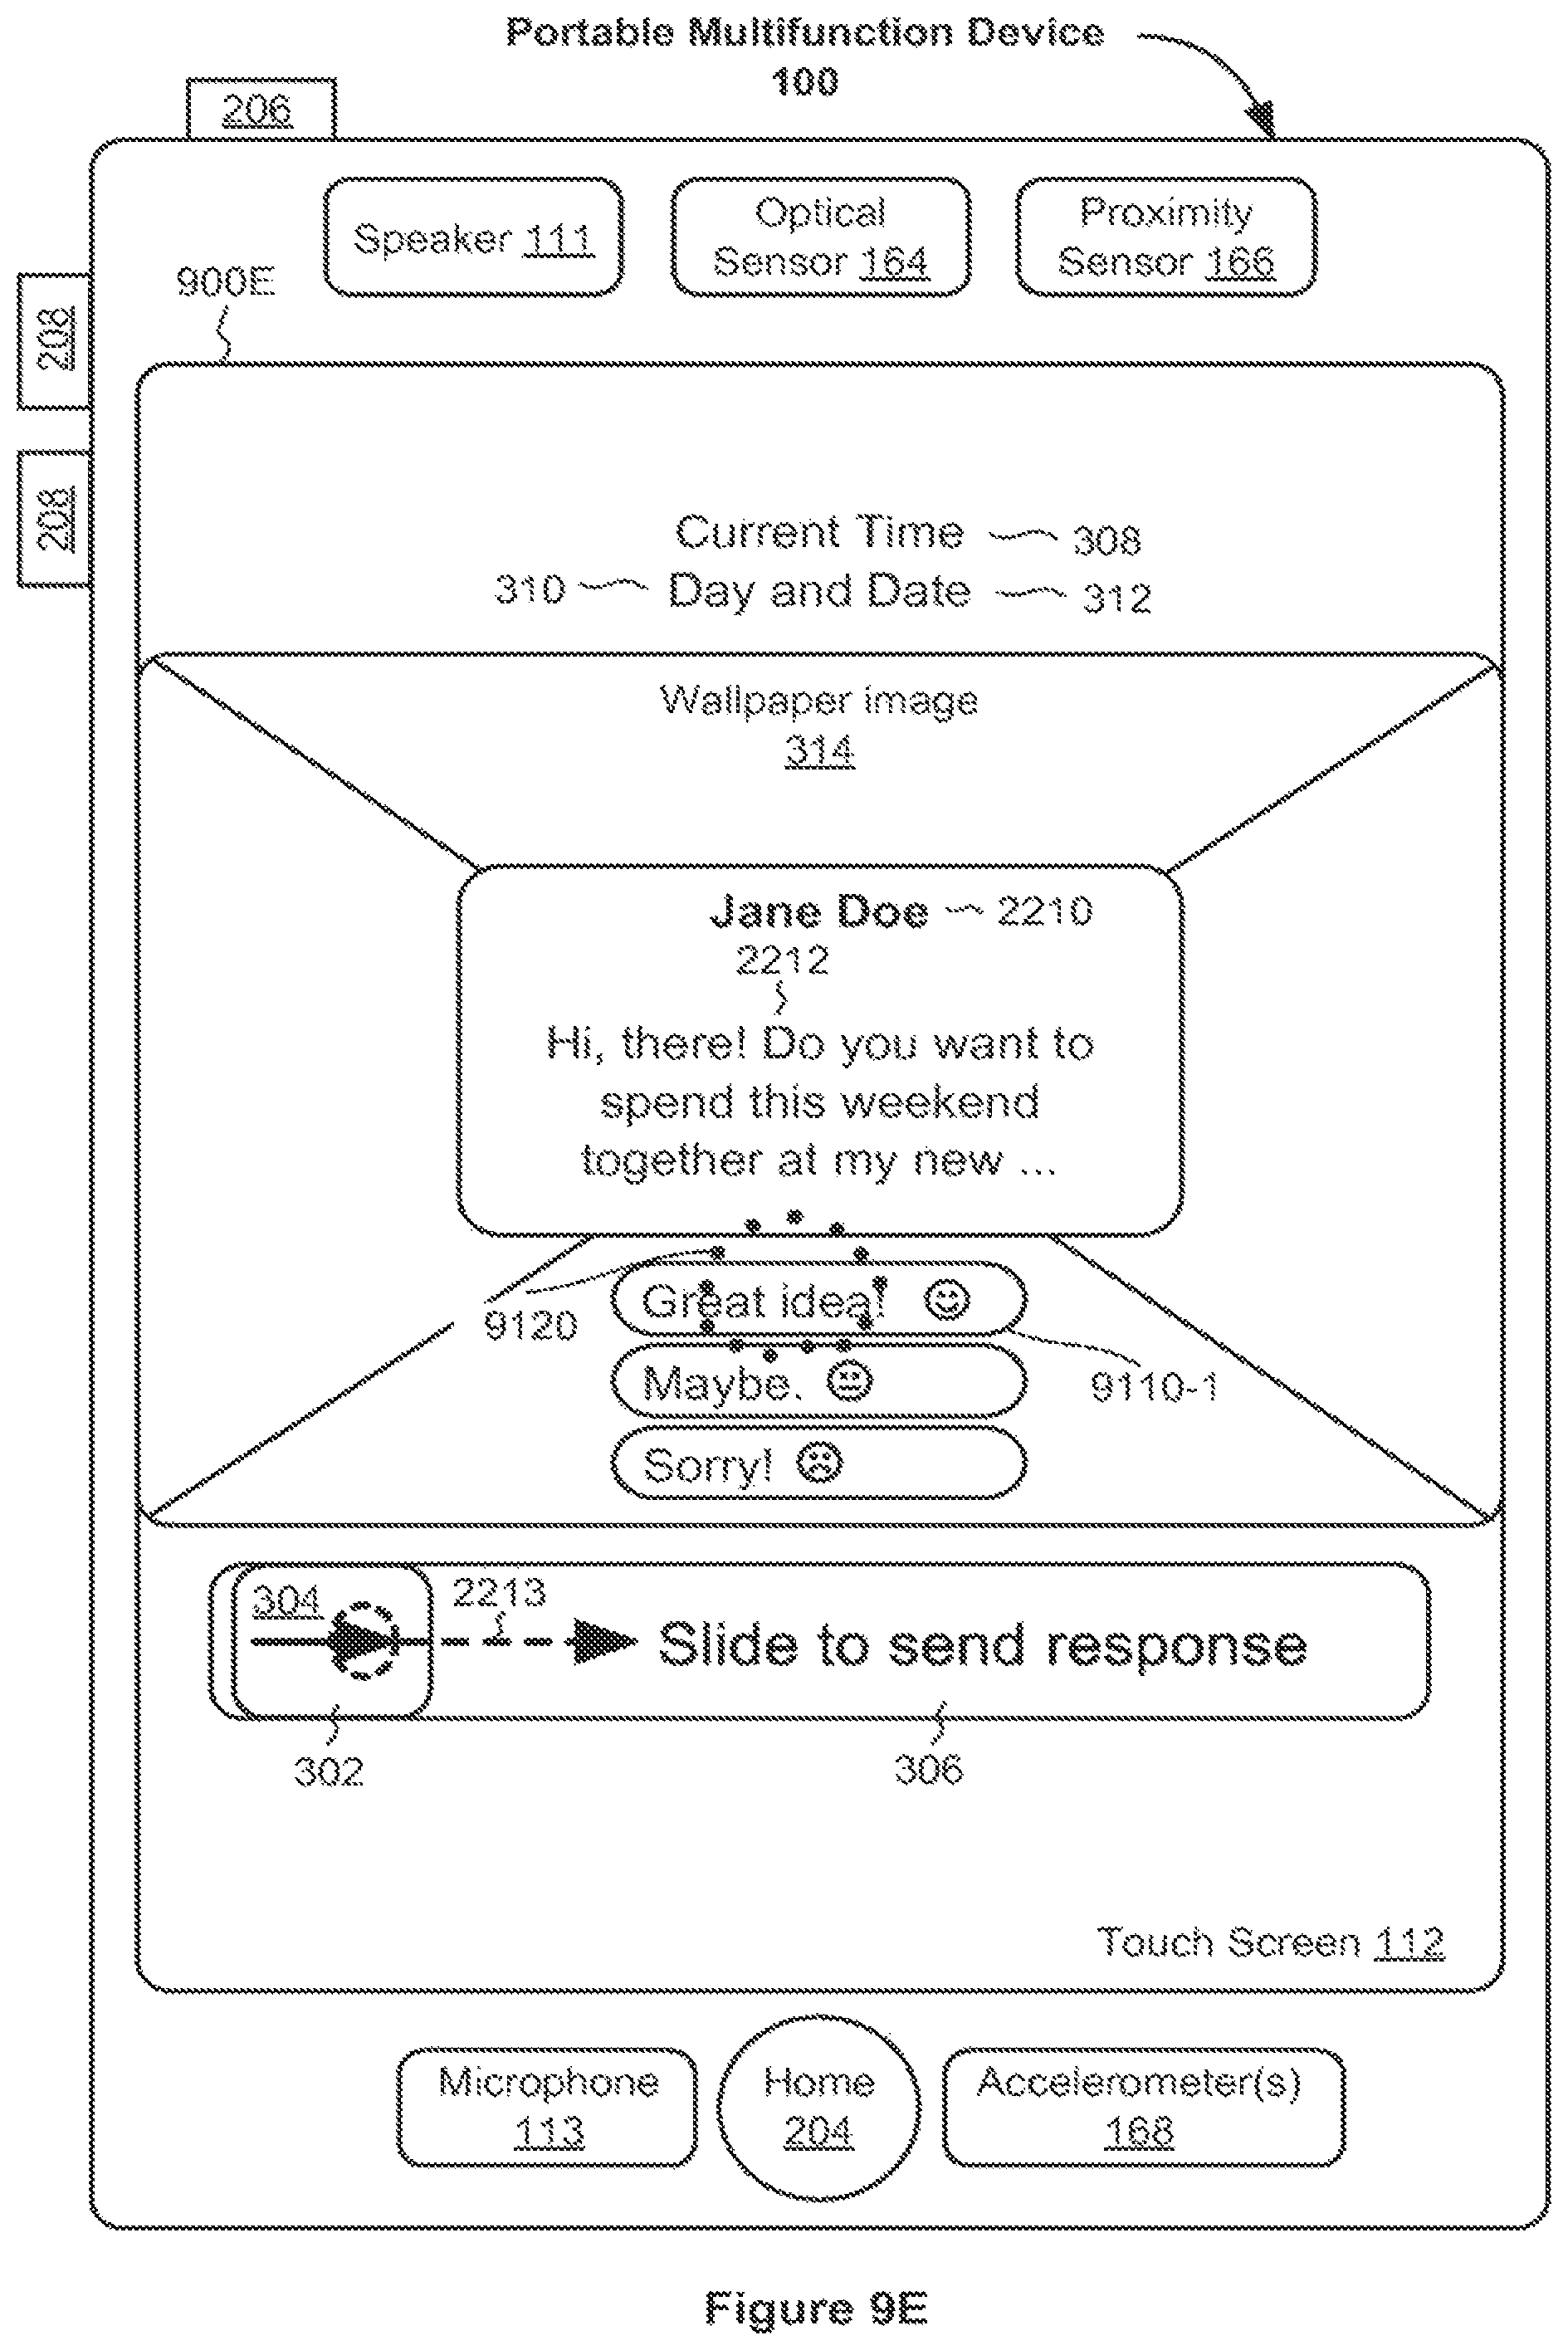 Portable Multifunction Device
100
206
Speaker 111
Optical
Sensor 164
Proximity
Sensor 166
900E
208
208
Current Time 308
310 Day and Date 312
Wallpaper image
314
Jane Doe 2210
2212
Hi, there! Do you want to
spend this weekend
together at my new ...
9120
Great idea!
9110-1
Maybe.
Sorry!
304
2213
Slide to send response
302
306
Touch Screen 112
Microphone
113
Home
204
Accelerometer(s)
168
Figure 9E